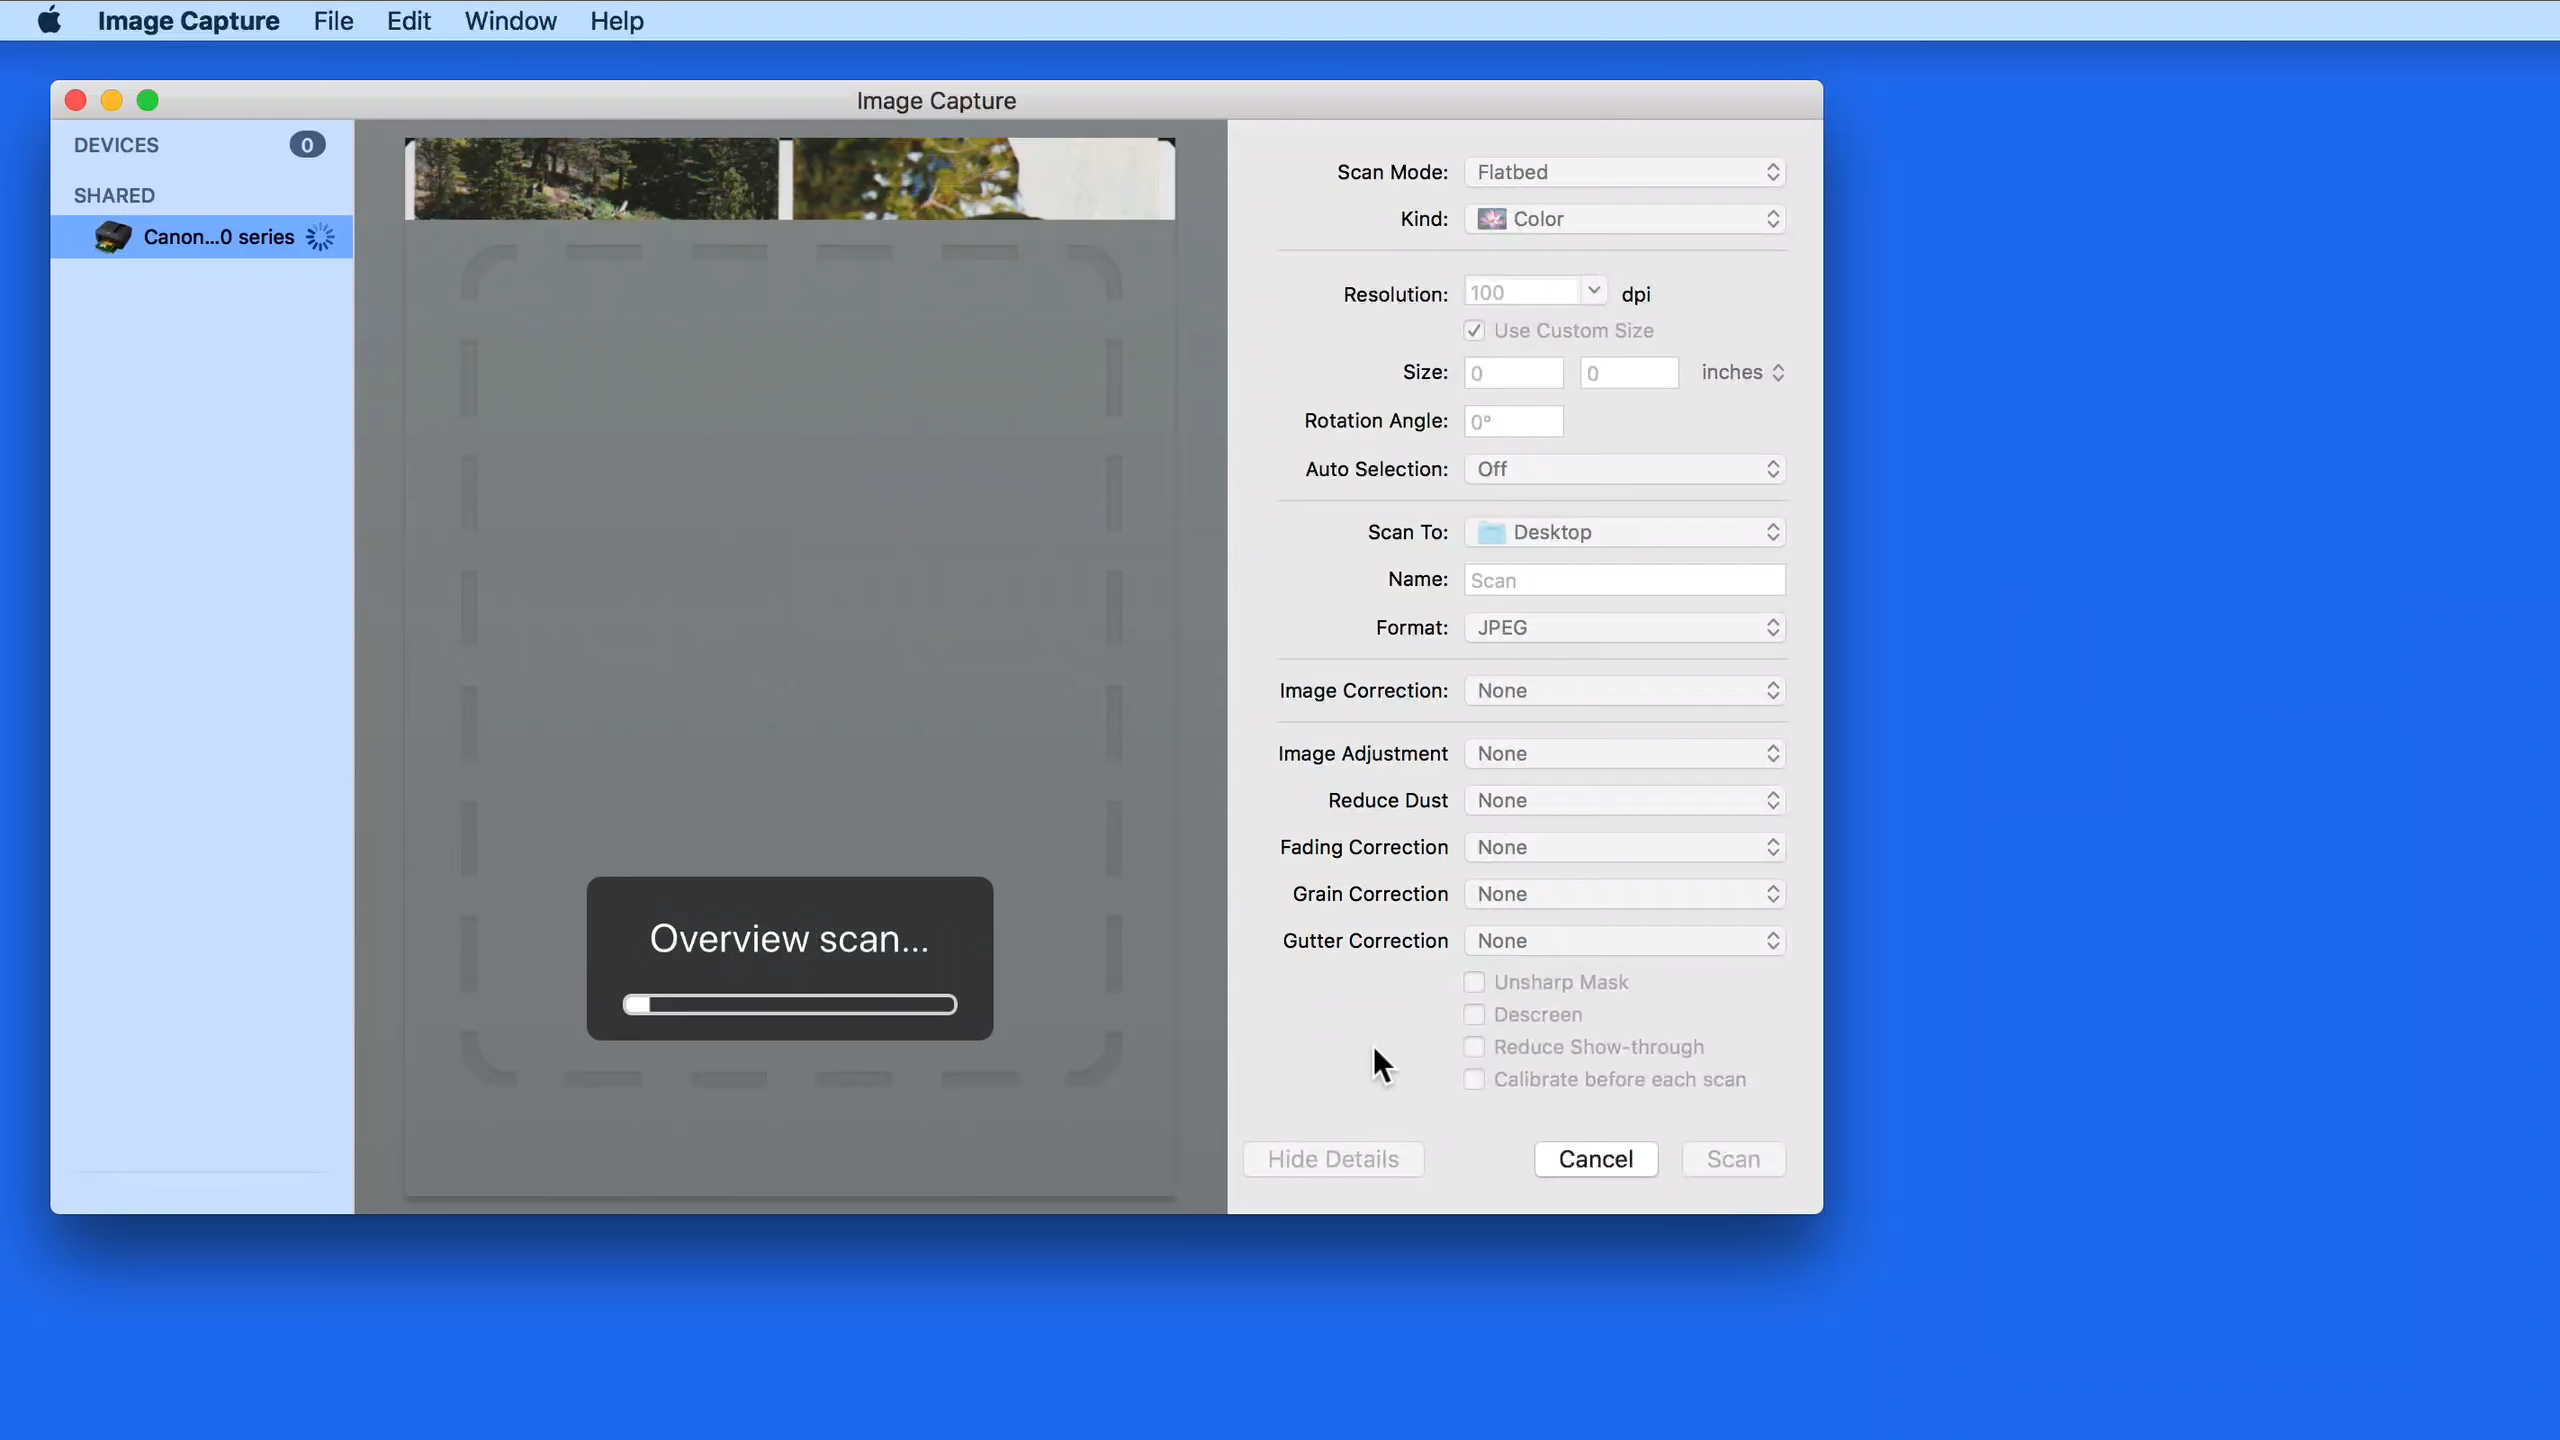 Image Capture File Edit Window Help
Image Capture
DEVICES 0
SHARED
Canon...0 series
Scan Mode: Flatbed
Kind: Color
Resolution: 100 dpi
Use Custom Size
Size: 0 0 inches
Rotation Angle: 0°
Auto Selection: Off
Scan To: Desktop
Name: Scan
Format: JPEG
Image Correction: None
Image Adjustment None
Reduce Dust None
Fading Correction None
Grain Correction None
Gutter Correction None
Unsharp Mask
Descreen
Reduce Show-through
Calibrate before each scan
Overview scan...
Hide Details Cancel Scan